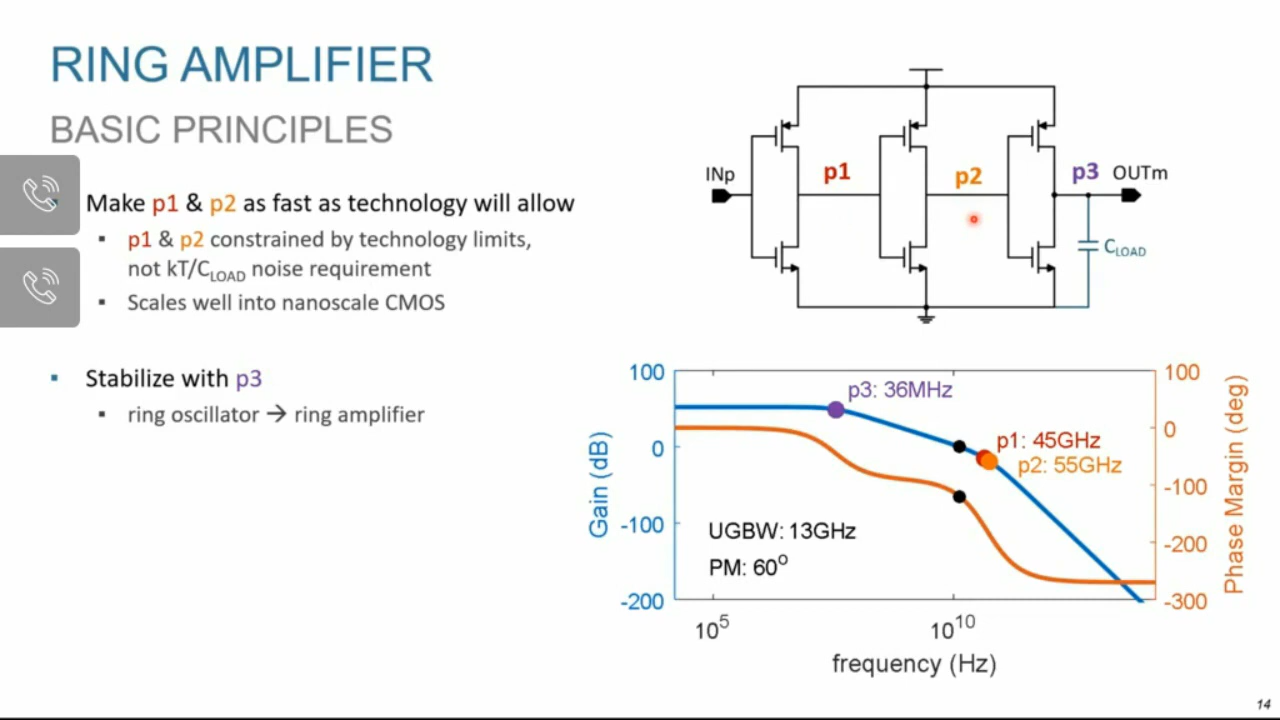 RING AMPLIFIER
BASIC PRINCIPLES
Make p1 & p2 as fast as technology will allow
▪ p1 & p2 constrained by technology limits,
not kT/CLOAD noise requirement
▪ Scales well into nanoscale CMOS
▪ Stabilize with p3
▪ ring oscillator → ring amplifier
INp
p1
p2
p3
OUTm
CLOAD
100
0
-100
-200
Gain (dB)
p3: 36MHz
p1: 45GHz
p2: 55GHz
UGBW: 13GHz
PM: 60o
100
0
-100
-200
-300
Phase Margin (deg)
10^5
10^10
frequency (Hz)
14